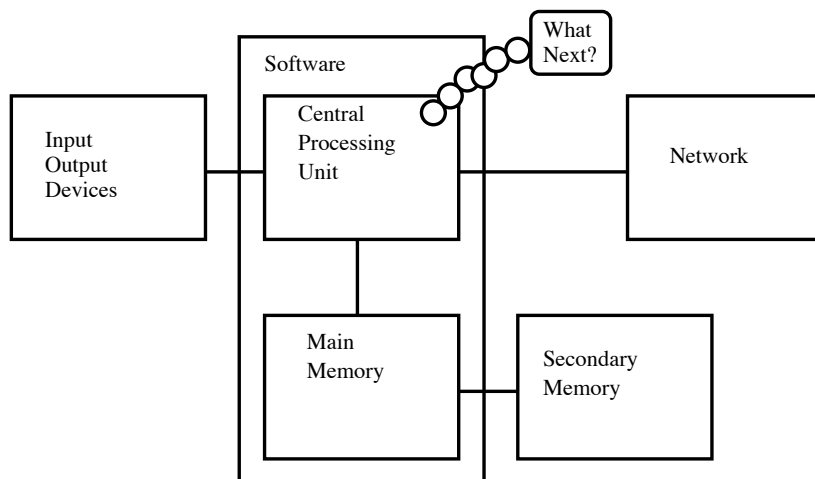 What
Next?
Software
Input
Output
Devices
Central
Processing
Unit
Network
Main
Memory
Secondary
Memory